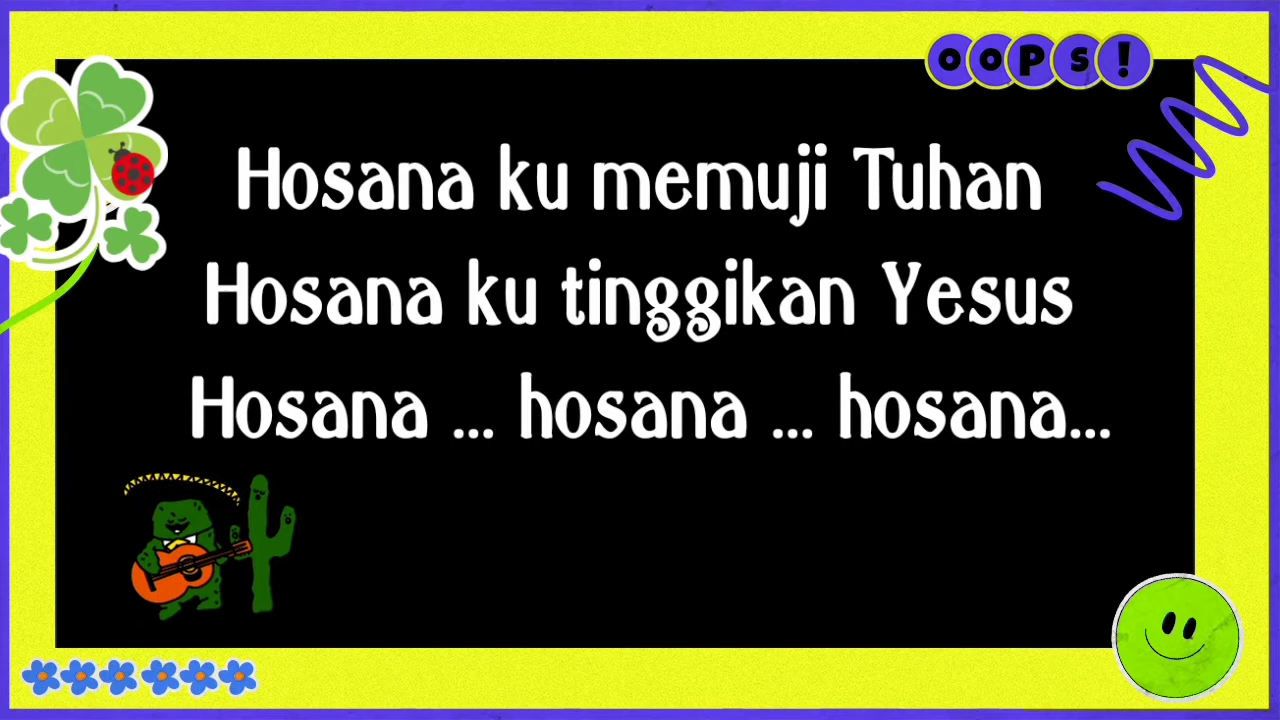 OOPS!
Hosana ku memuji Tuhan
Hosana ku tinggikan Yesus
Hosana ... hosana ... hosana...